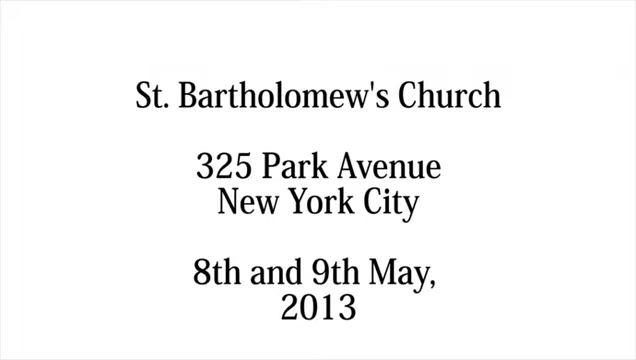 St. Bartholomew's Church
325 Park Avenue
New York City
8th and 9th May,
2013